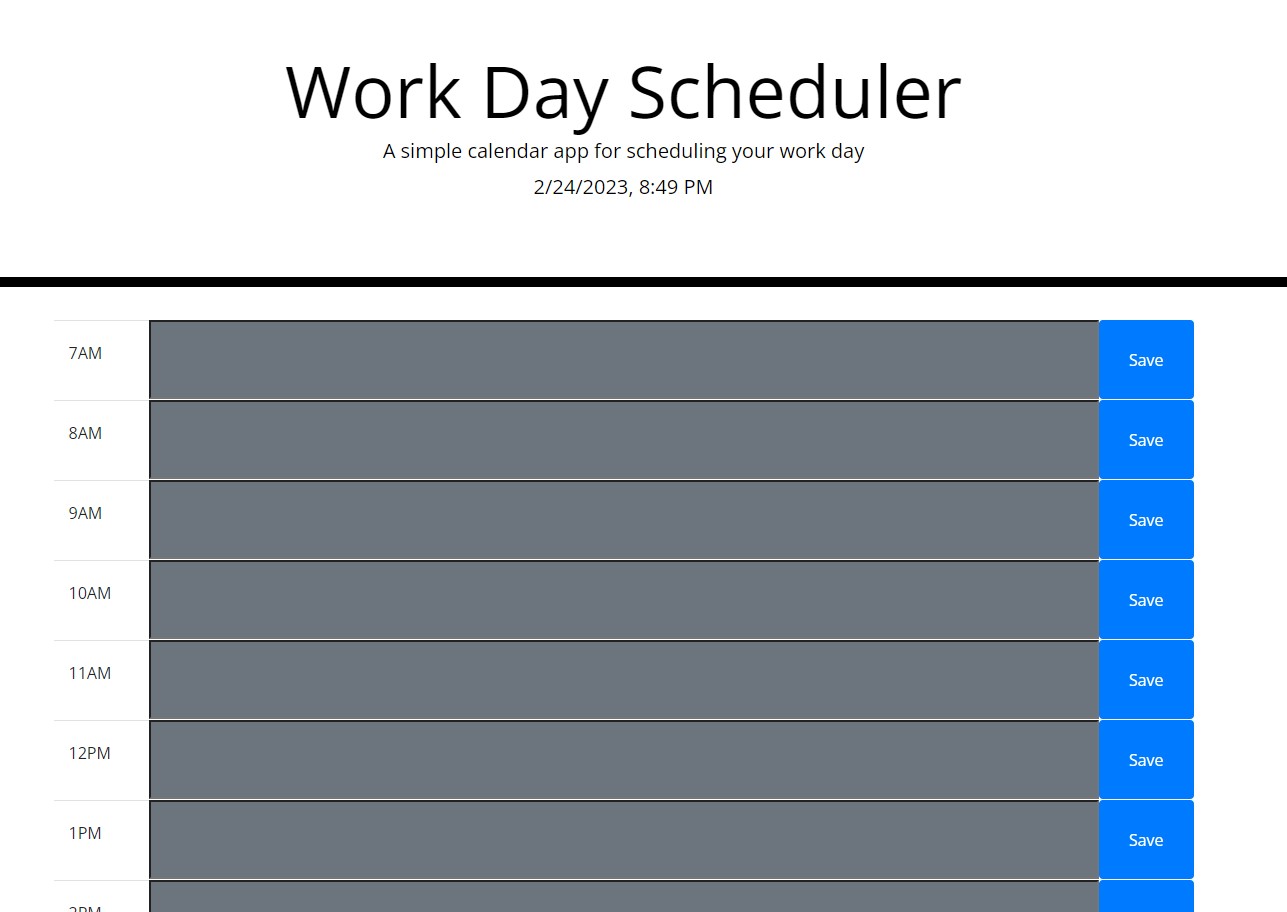 Work Day Scheduler
A simple calendar app for scheduling your work day
2/24/2023, 8:49 PM
7AM
Save
8AM
Save
9AM
Save
10AM
Save
11AM
Save
12PM
Save
1PM
Save
2PM